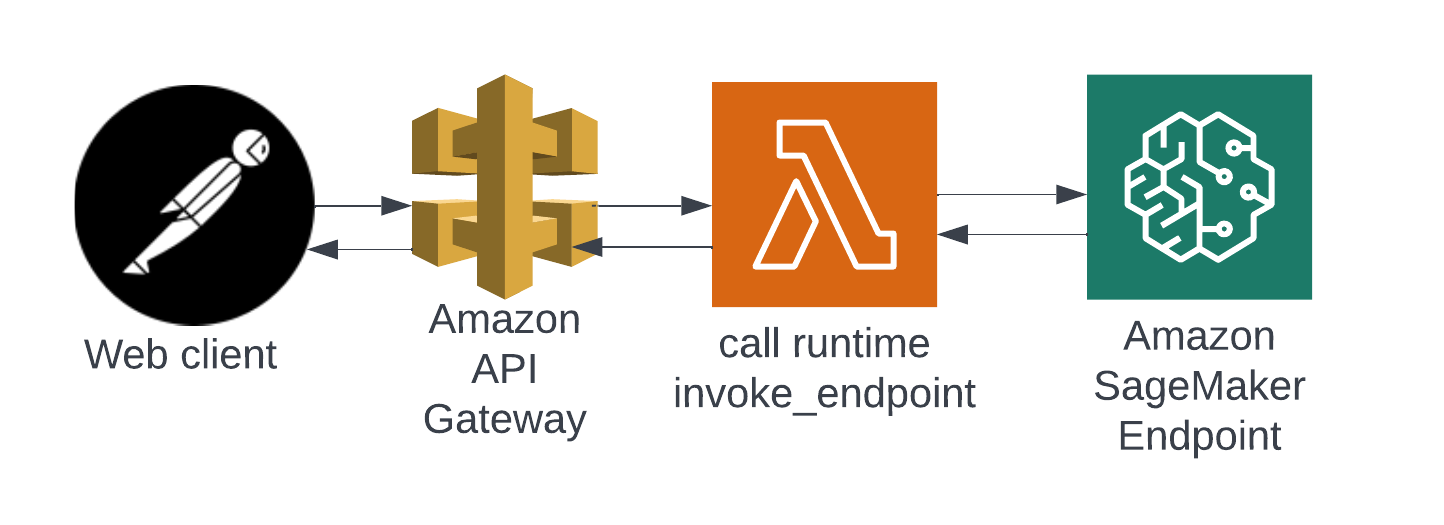 Web client
Amazon
API
Gateway
call runtime
invoke_endpoint
Amazon
SageMaker
Endpoint